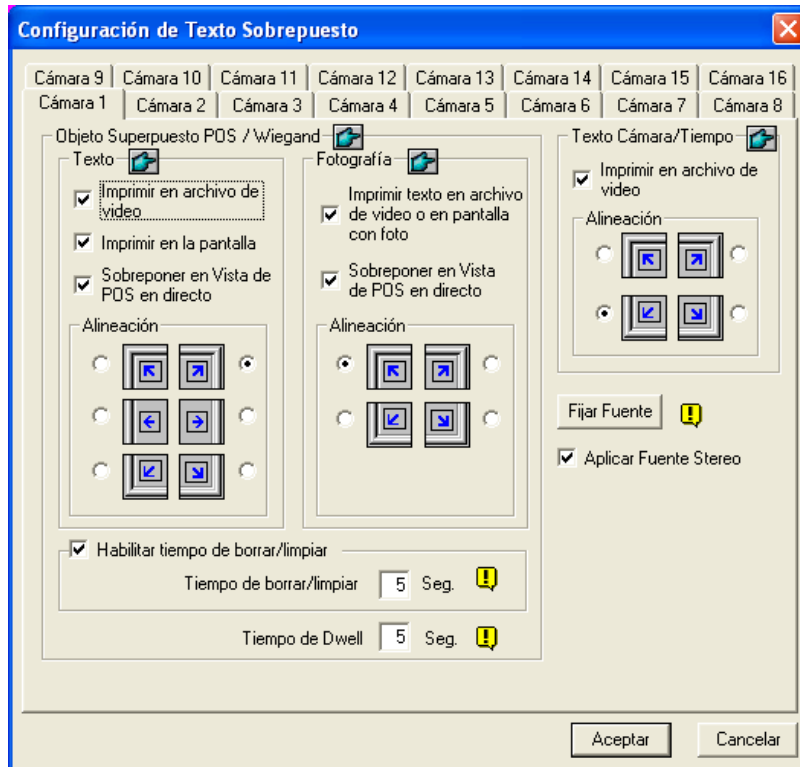 Configuración de Texto Sobrepuesto
Cámara 9 Cámara 10 Cámara 11 Cámara 12 Cámara 13 Cámara 14 Cámara 15 Cámara 16
Cámara 1 Cámara 2 Cámara 3 Cámara 4 Cámara 5 Cámara 6 Cámara 7 Cámara 8
Objeto Superpuesto POS / Wiegand
Texto
Imprimir en archivo de
video
Imprimir en la pantalla
Sobreponer en Vista de
POS en directo
Alineación
Fotografía
Imprimir texto en archivo
de video o en pantalla
con foto
Sobreponer en Vista
de POS en directo
Alineación
Habilitar tiempo de borrar/limpiar
Tiempo de borrar/limpiar 5 Seg.
Tiempo de Dwell 5 Seg.
Texto Cámara/Tiempo
Imprimir en archivo de
video
Alineación
Fijar Fuente
Aplicar Fuente Stereo
Aceptar Cancelar